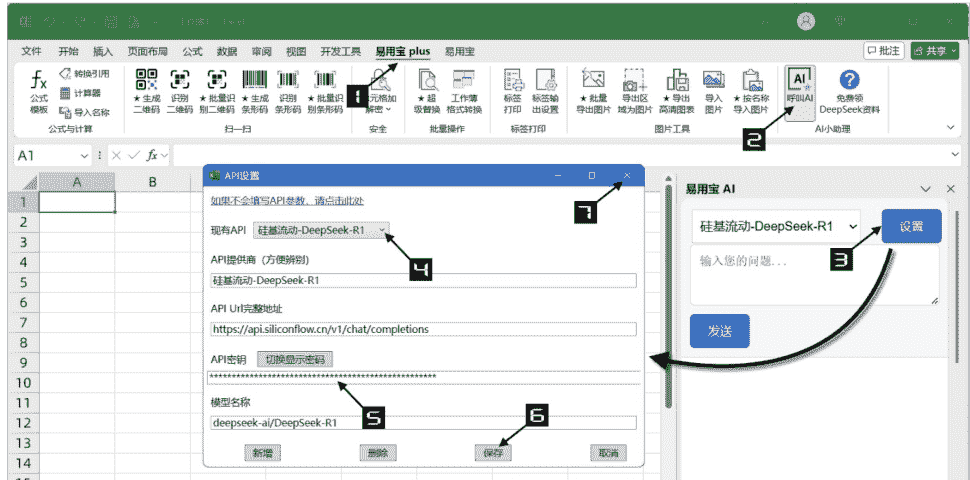 文件 开始 插入 页面布局 公式 数据 审阅 视图 开发工具 易用宝 plus 易用宝 批注 共享
fx 公式模板 转换引用 计算器 导入名称 公式与计算
★ 生成二维码 识别二维码 ★ 批量识别二维码 ★ 生成条形码 识别条形码 ★ 批量识别条形码 扫一扫
元格加解密 安全
★ 超级替换 工作簿格式转换 批量操作
标签打印 标签输出设置 标签打印
★ 批量导出图片 导出区域为图片 ★ 导出高清图表 导入图片 ★ 按名称导入图片 图片工具
AI 呼叫AI 免费领DeepSeek资料 AI小助理
1
2
A1 fx
A B
1
2
3
4
5
6
7
8
9
10
11
12
13
14
API设置
7
如果不会填写API参数，请点击此处
现有API 硅基流动-DeepSeek-R1
4
API提供商（方便辨别）
硅基流动-DeepSeek-R1
API Url完整地址
https://api.siliconflow.cn/v1/chat/completions
API密钥 切换显示密码
5
模型名称
6
deepseek-ai/DeepSeek-R1
新增 删除 保存 取消
易用宝 AI
硅基流动-DeepSeek-R1 设置
3
输入您的问题...
发送